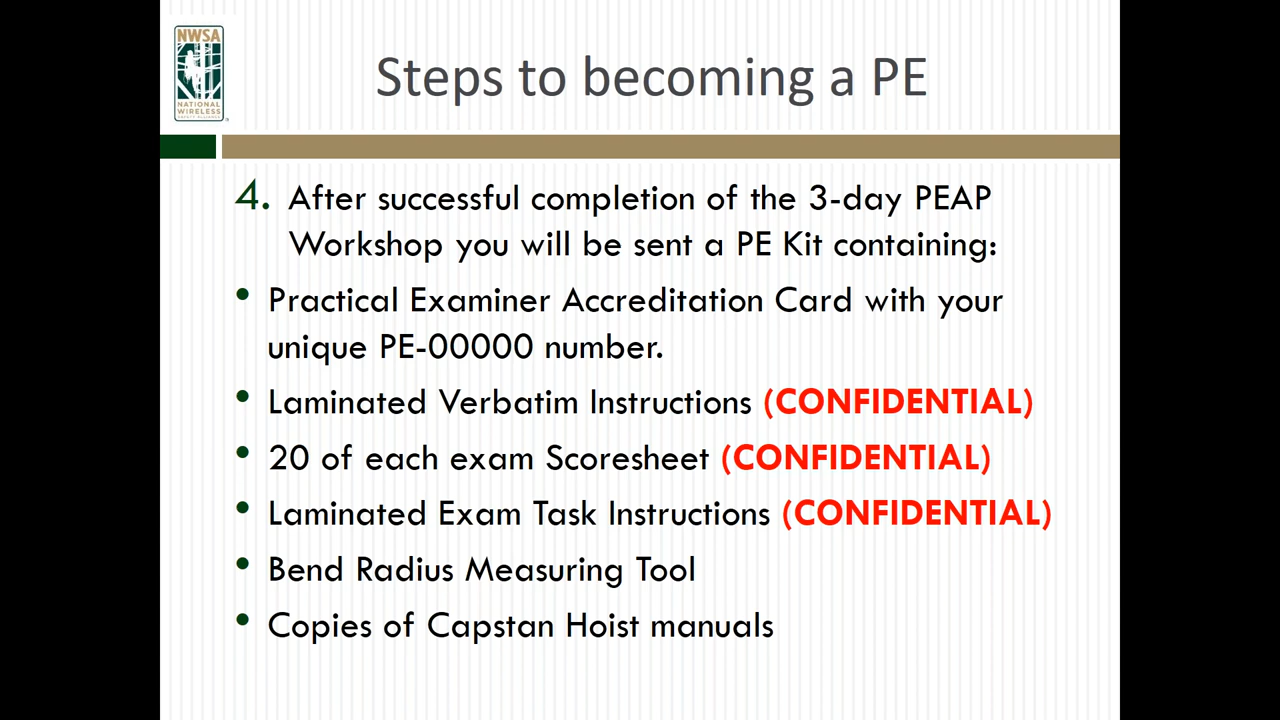 NWSA
NATIONAL
WIRELESS
SAFETY ALLIANCE
Steps to becoming a PE
4. After successful completion of the 3-day PEAP
Workshop you will be sent a PE Kit containing:
• Practical Examiner Accreditation Card with your
unique PE-00000 number.
• Laminated Verbatim Instructions (CONFIDENTIAL)
• 20 of each exam Scoresheet (CONFIDENTIAL)
• Laminated Exam Task Instructions (CONFIDENTIAL)
• Bend Radius Measuring Tool
• Copies of Capstan Hoist manuals